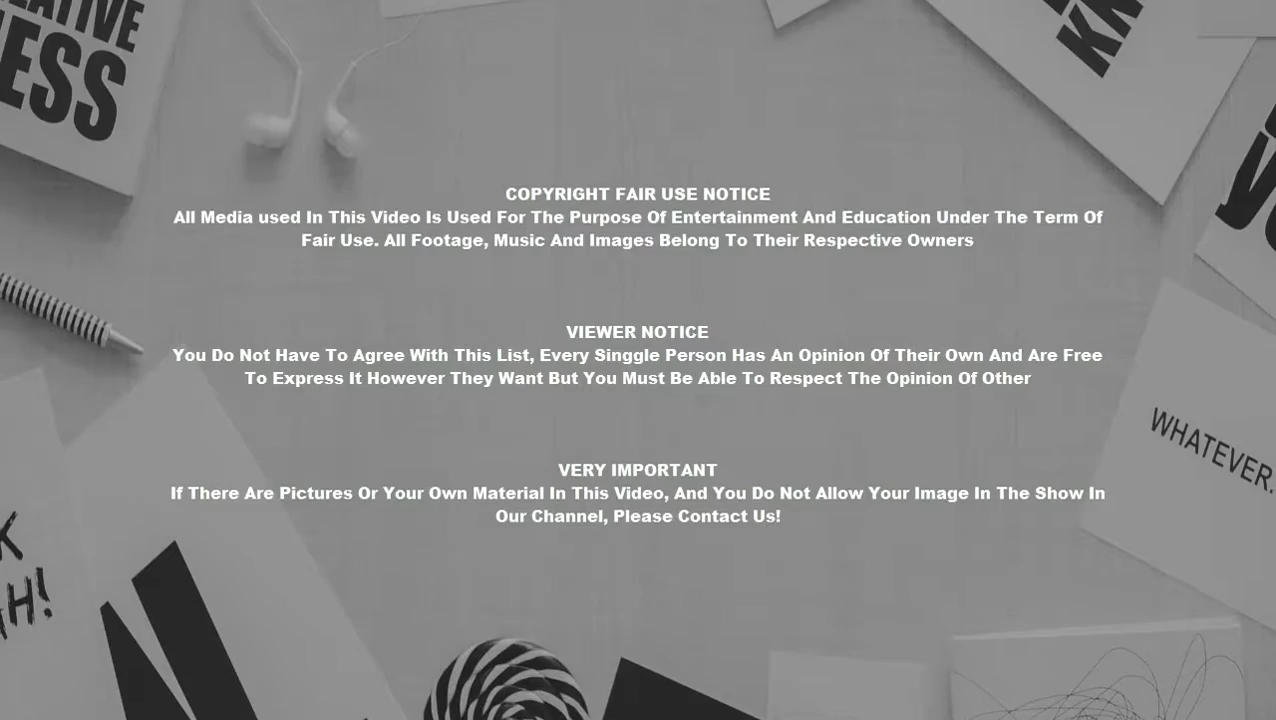 ESS
KN
COPYRIGHT FAIR USE NOTICE
All Media used In This Video Is Used For The Purpose Of Entertainment And Education Under The Term Of
Fair Use. All Footage, Music And Images Belong To Their Respective Owners
VIEWER NOTICE
You Do Not Have To Agree With This List, Every Singgle Person Has An Opinion Of Their Own And Are Free
To Express It However They Want But You Must Be Able To Respect The Opinion Of Other
WHATEVER.
VERY IMPORTANT
If There Are Pictures Or Your Own Material In This Video, And You Do Not Allow Your Image In The Show In
Our Channel, Please Contact Us!
H!